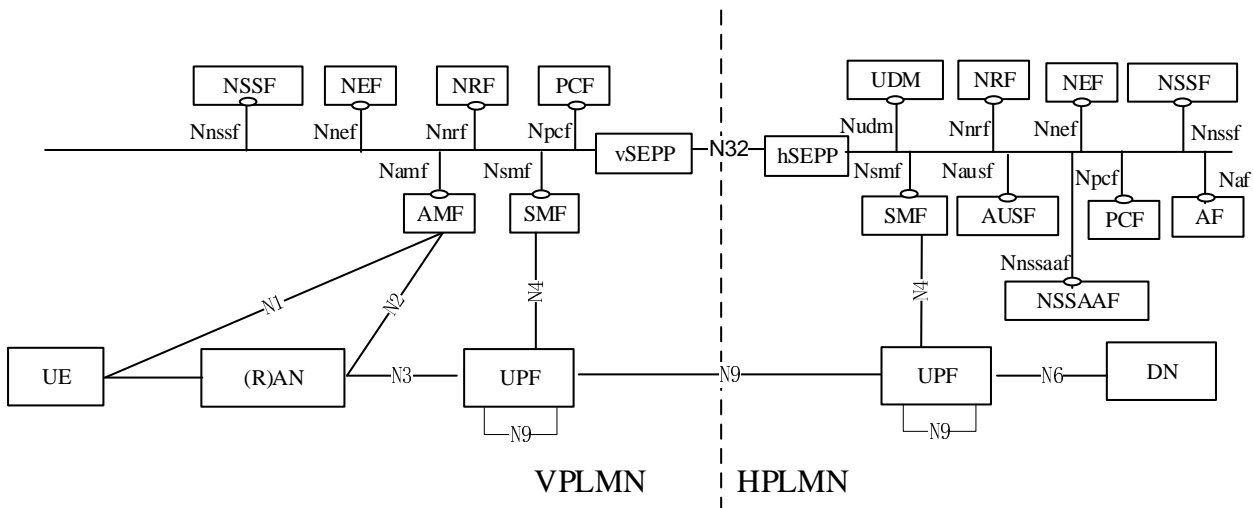 NSSF
NEF
NRF
PCF
UDM
NRF
NEF
NSSF
Nnssf
Nnef
Nnrf
Npcf
Nudm
Nnrf
Nnef
Nnssf
vSEPP
N32
hSEPP
Namf
Nsmf
Nsmf
Nausf
Npcf
Naf
AMF
SMF
SMF
AUSF
PCF
AF
Nnssaaf
NSSAAF
N1
N2
N4
N4
UE
(R)AN
N3
UPF
N9
UPF
N6
DN
N9
N9
VPLMN
HPLMN